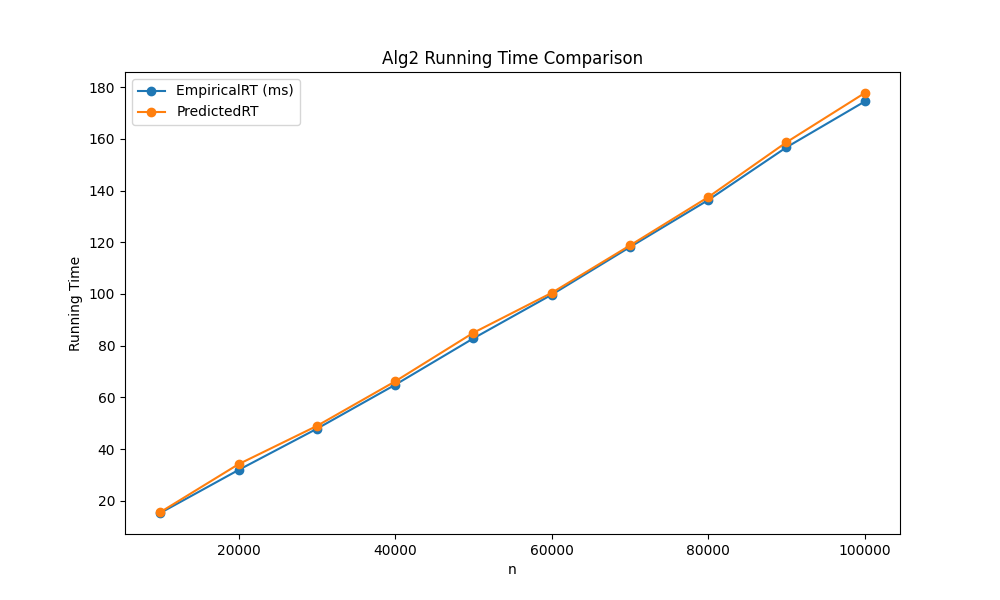 Alg2 Running Time Comparison
EmpiricalRT (ms)
PredictedRT
180
160
140
120
100
80
60
40
20
Running Time
20000 40000 60000 80000 100000
n